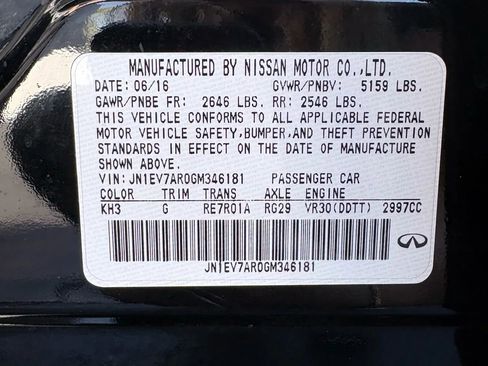 MANUFACTURED BY NISSAN MOTOR CO.,LTD.
DATE: 06/16 GVWR/PNBV: 5159 LBS.
GAWR/PNBE FR: 2646 LBS. RR: 2546 LBS.
THIS VEHICLE CONFORMS TO ALL APPLICABLE FEDERAL
MOTOR VEHICLE SAFETY,BUMPER,AND THEFT PREVENTION
STANDARDS IN EFFECT ON THE DATE OF MANUFACTURE
SHOWN ABOVE.
VIN: JN1EV7AR0GM346181 PASSENGER CAR
COLOR TRIM TRANS AXLE ENGINE
KH3 G RE7R01A RG29 VR30(DDTT) 2997CC
JN1EV7AR0GM346181